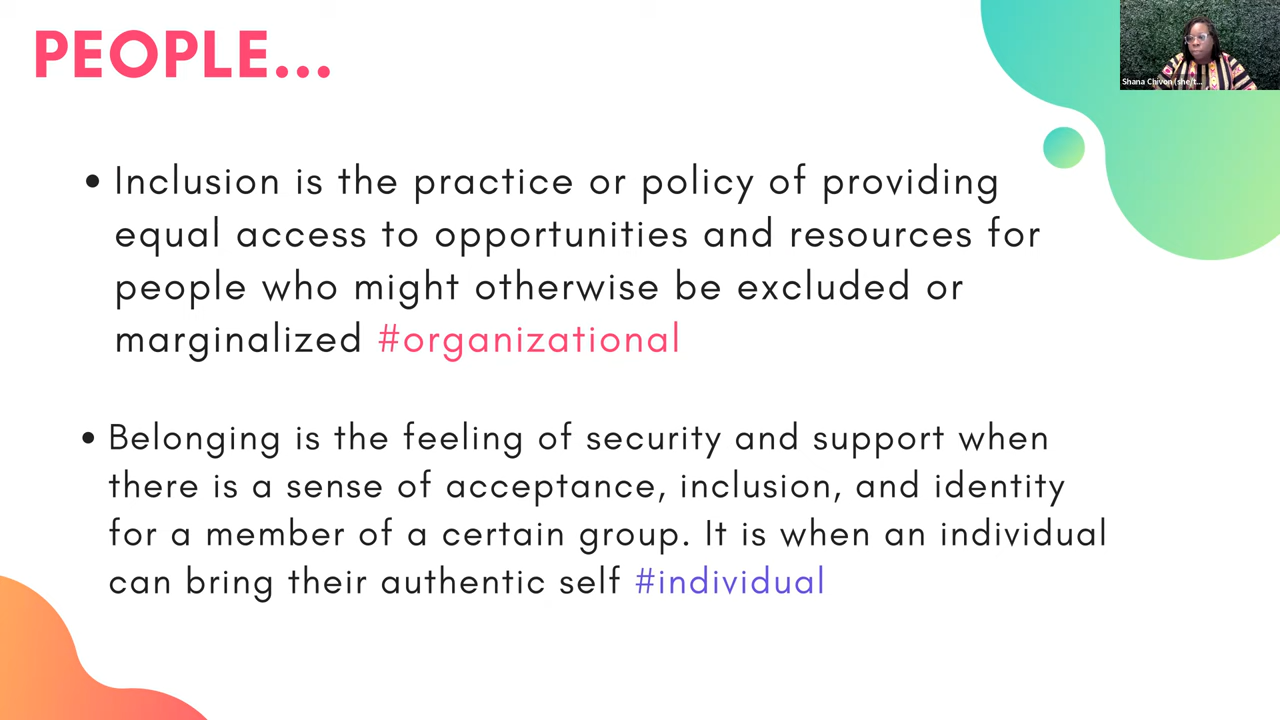 PEOPLE...
Shana Chivon (she/t...
• Inclusion is the practice or policy of providing
equal access to opportunities and resources for
people who might otherwise be excluded or
marginalized #organizational
• Belonging is the feeling of security and support when
there is a sense of acceptance, inclusion, and identity
for a member of a certain group. It is when an individual
can bring their authentic self #individual